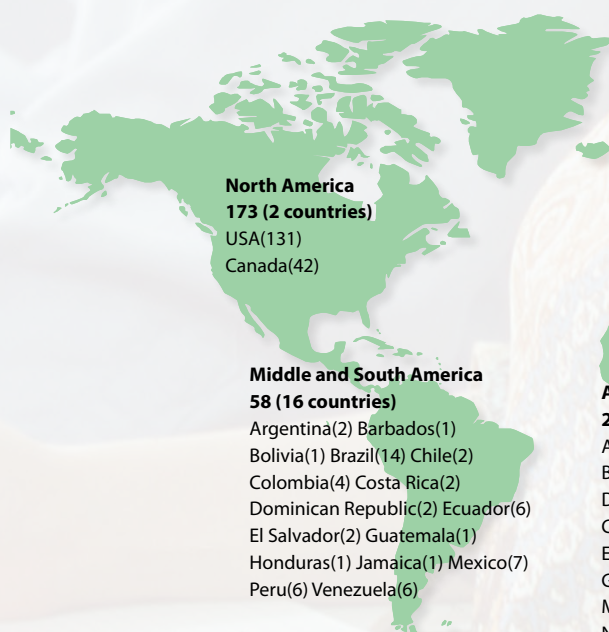 North America
173 (2 countries)
USA(131)
Canada(42)
Middle and South America
58 (16 countries)
Argentina(2) Barbados(1)
Bolivia(1) Brazil(14) Chile(2)
Colombia(4) Costa Rica(2)
Dominican Republic(2) Ecuador(6)
El Salvador(2) Guatemala(1)
Honduras(1) Jamaica(1) Mexico(7)
Peru(6) Venezuela(6)